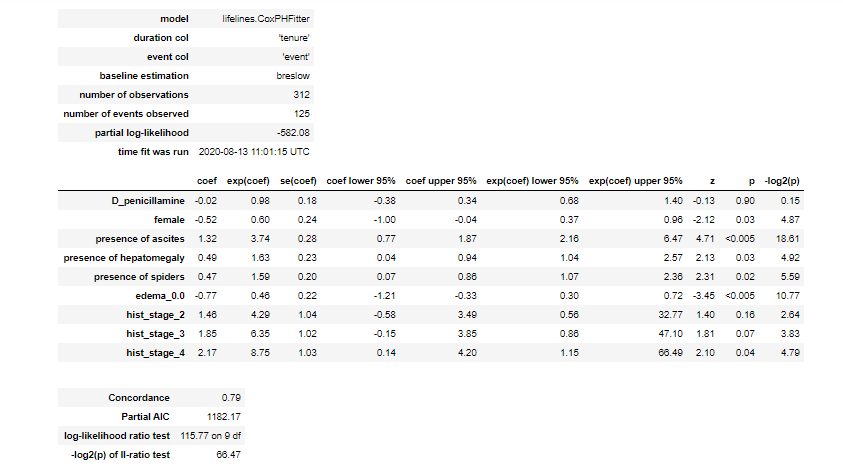 model lifelines.CoxPHFitter
duration col 'tenure'
event col 'event'
baseline estimation breslow
number of observations 312
number of events observed 125
partial log-likelihood -582.08
time fit was run 2020-08-13 11:01:15 UTC
coef exp(coef) se(coef) coef lower 95% coef upper 95% exp(coef) lower 95% exp(coef) upper 95% z p -log2(p)
D_penicillamine -0.02 0.98 0.18 -0.38 0.34 0.68 1.40 -0.13 0.90 0.15
female -0.52 0.60 0.24 -1.00 -0.04 0.37 0.96 -2.12 0.03 4.87
presence of ascites 1.32 3.74 0.28 0.77 1.87 2.16 6.47 4.71 <0.005 18.61
presence of hepatomegaly 0.49 1.63 0.23 0.04 0.94 1.04 2.57 2.13 0.03 4.92
presence of spiders 0.47 1.59 0.20 0.07 0.86 1.07 2.36 2.31 0.02 5.59
edema_0.0 -0.77 0.46 0.22 -1.21 -0.33 0.30 0.72 -3.45 <0.005 10.77
hist_stage_2 1.46 4.29 1.04 -0.58 3.49 0.56 32.77 1.40 0.16 2.64
hist_stage_3 1.85 6.35 1.02 -0.15 3.85 0.86 47.10 1.81 0.07 3.83
hist_stage_4 2.17 8.75 1.03 0.14 4.20 1.15 66.49 2.10 0.04 4.79
Concordance 0.79
Partial AIC 1182.17
log-likelihood ratio test 115.77 on 9 df
-log2(p) of ll-ratio test 66.47